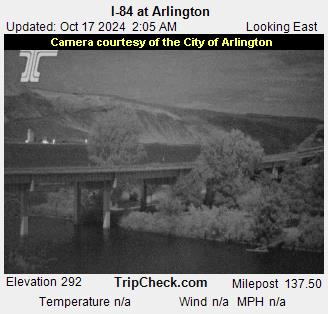 I-84 at Arlington
Updated: Oct 17 2024 2:05 AM Looking East
Camera courtesy of the City of Arlington
Elevation 292 TripCheck.com Milepost 137.50
Temperature n/a Wind n/a MPH n/a